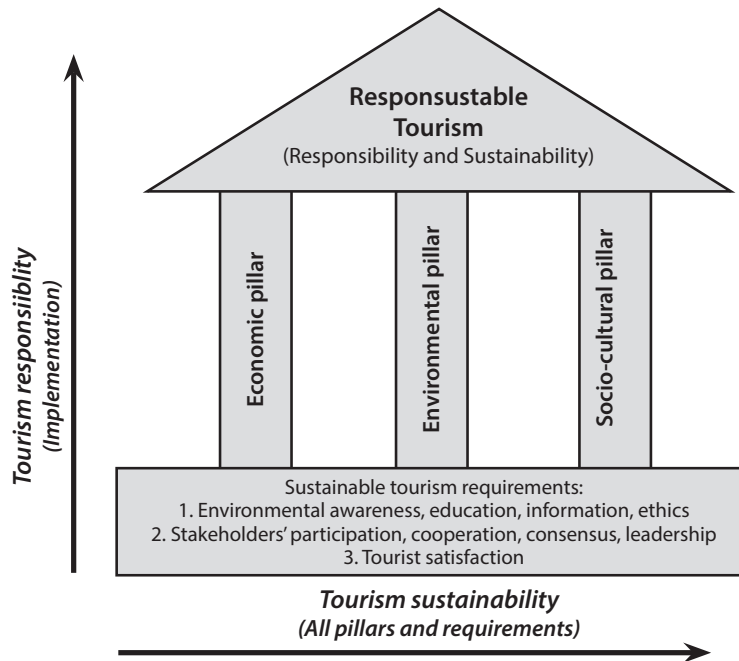 Responsustable
Tourism
(Responsibility and Sustainability)
Tourism responsiiblity
(Implementation)
Economic pillar
Environmental pillar
Socio-cultural pillar
Sustainable tourism requirements:
1. Environmental awareness, education, information, ethics
2. Stakeholders’ participation, cooperation, consensus, leadership
3. Tourist satisfaction
Tourism sustainability
(All pillars and requirements)